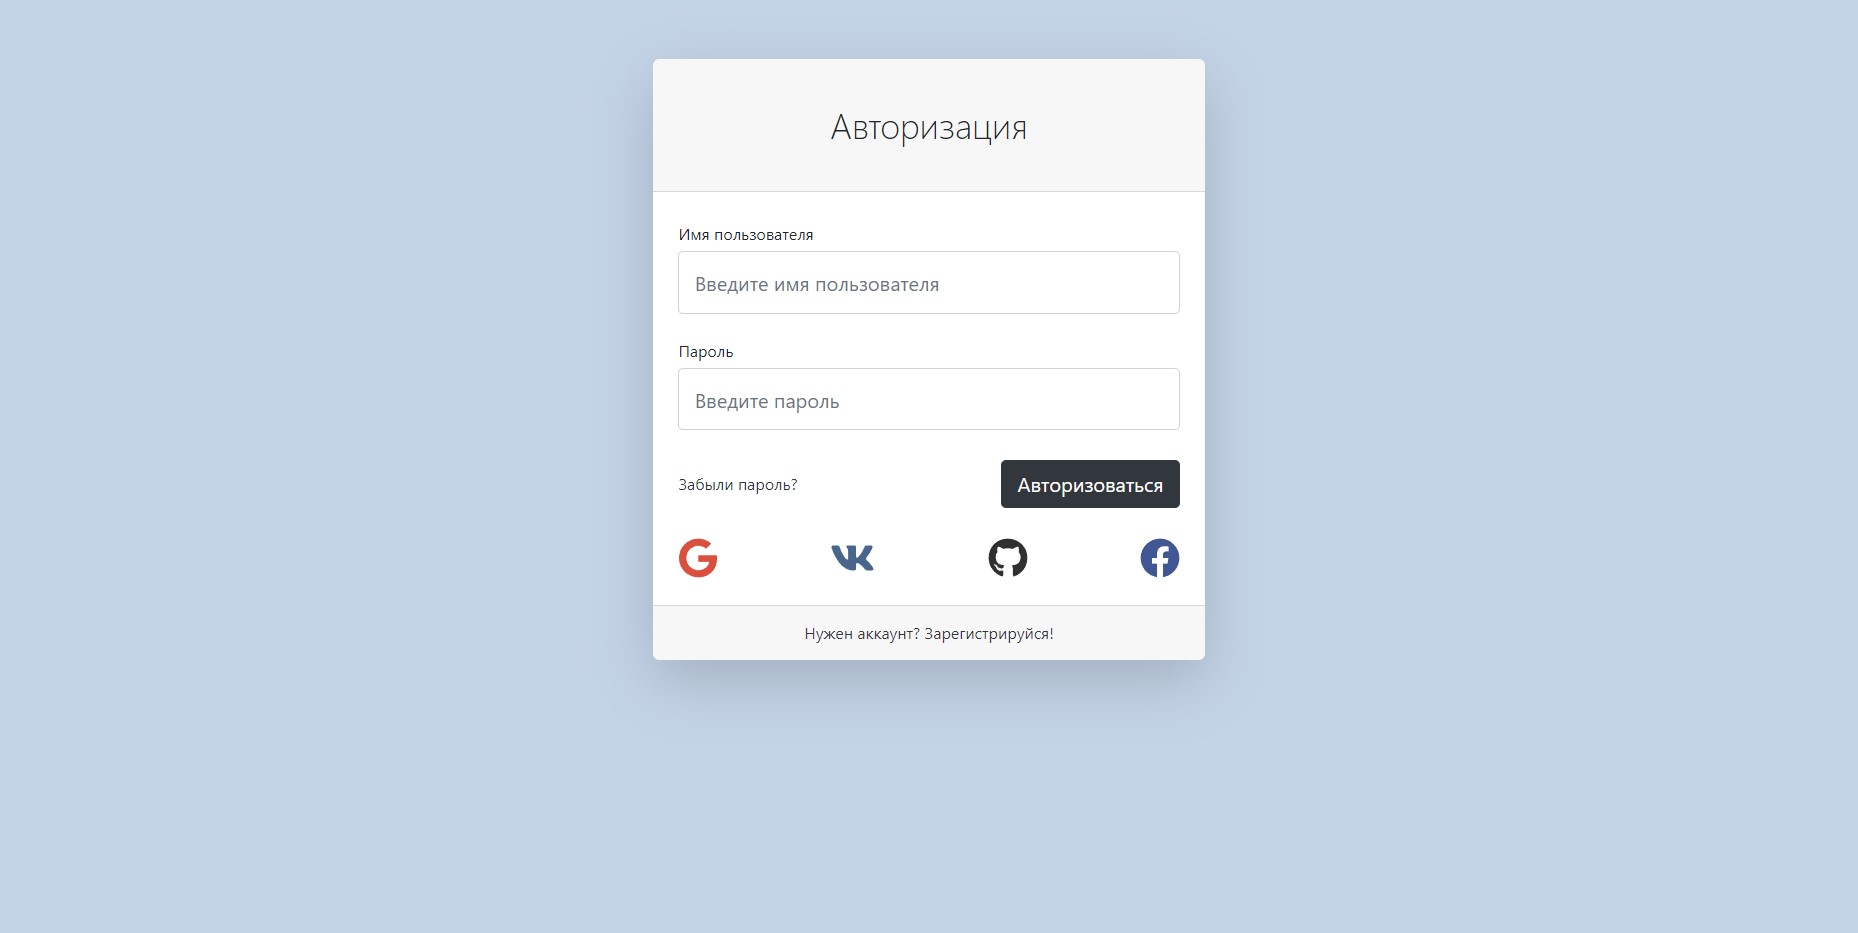 Авторизация
Имя пользователя
Введите имя пользователя
Пароль
Введите пароль
Забыли пароль?
Авторизоваться
Нужен аккаунт? Зарегистрируйся!